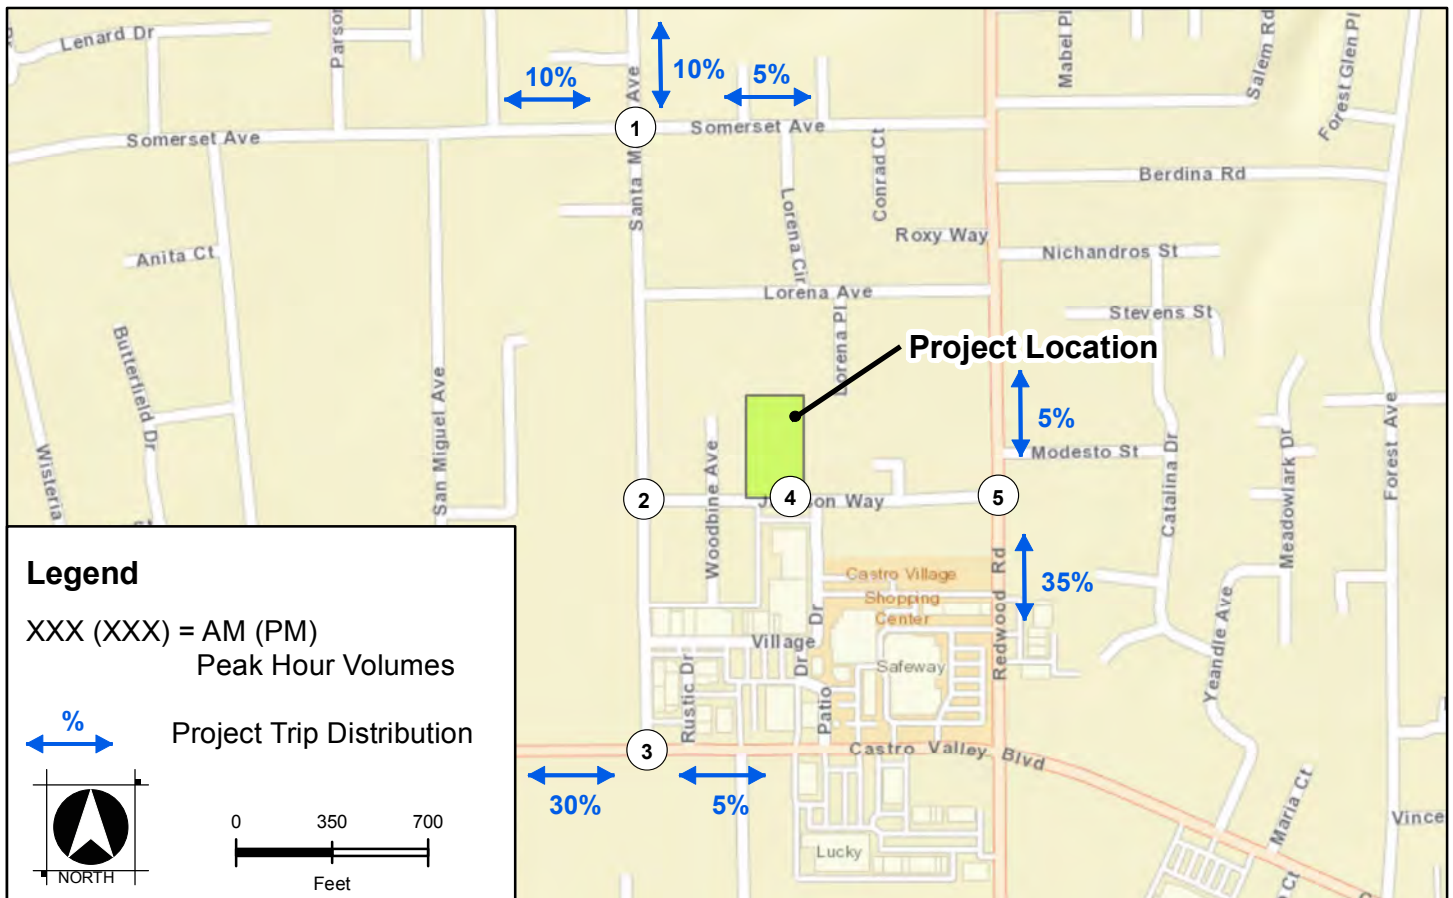 Lenard Dr
Parson
10%
Ave
10%
5%
Mabel Pl
Salem Rd
Forest Glen Pl
Somerset Ave
1
Somerset Ave
Santa M
Conrad Ct
Berdina Rd
Lorena Cir
Roxy Way
Anita Ct
Nichandros St
Lorena Ave
Stevens St
Butterfield Dr
Lorena Pl
Project Location
San Miguel Ave
5%
Wisteria
Woodbine Ave
Modesto St
Catalina Dr
Meadowlark Dr
Forest Ave
2
4
J son Way
5
Legend
XXX (XXX) = AM (PM)
Peak Hour Volumes
%
Project Trip Distribution
NORTH
0 350 700
Feet
Castro Village
Shopping
Center
Redwood Rd
35%
Village
Dr
Safeway
Yeandle Ave
Rustic Dr
Patio
Dr
3
Castro Valley Blvd
30%
5%
Lucky
Maria Ct
Vince
Ct